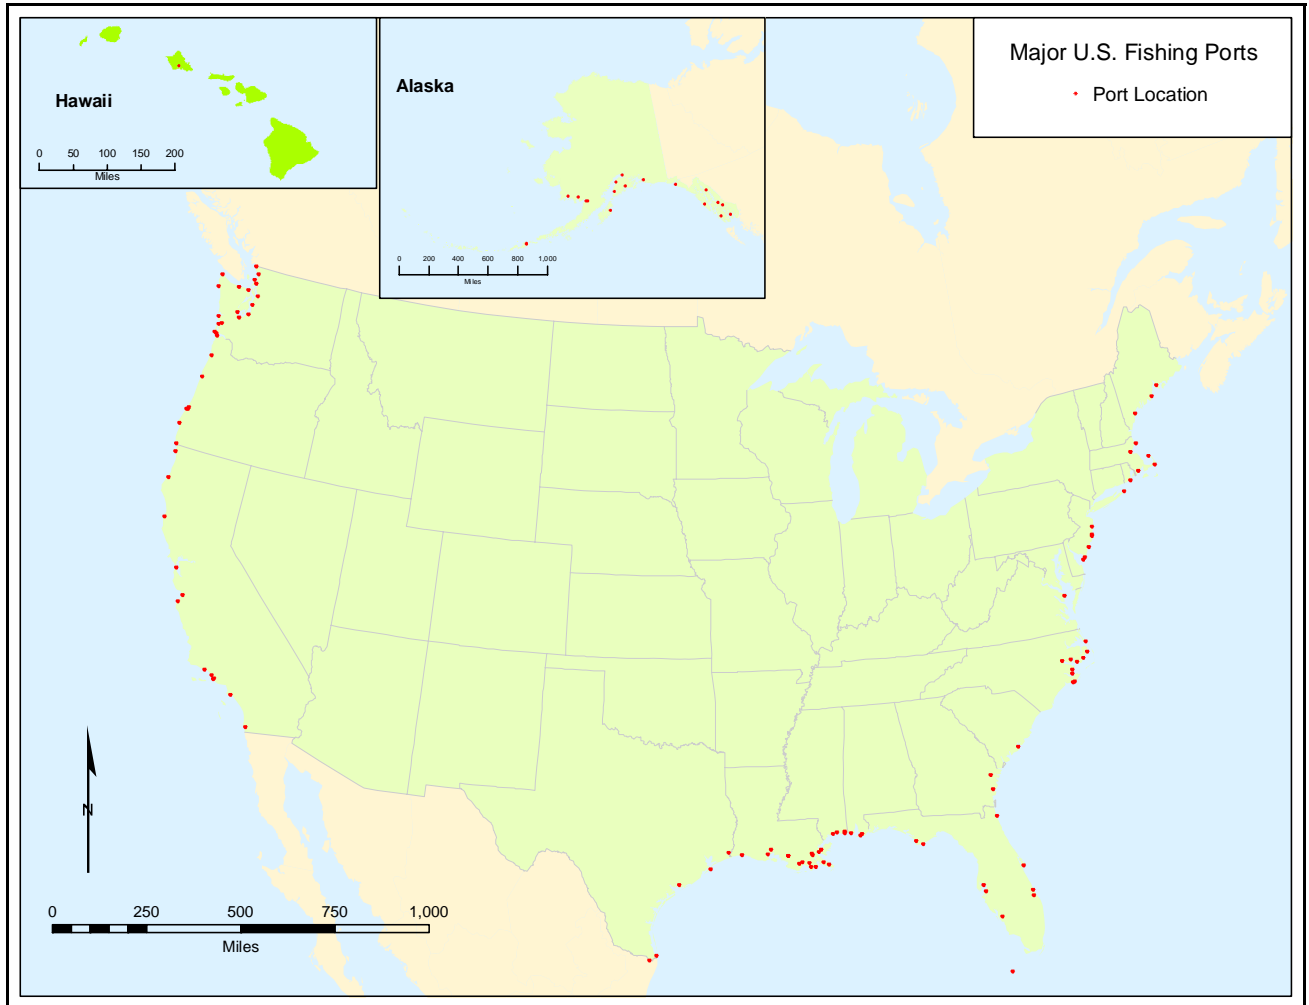 Major U.S. Fishing Ports
Port Location
Hawaii
0 50 100 150 200
Miles
Alaska
0 200 400 600 800 1,000
Miles
N
0 250 500 750 1,000
Miles